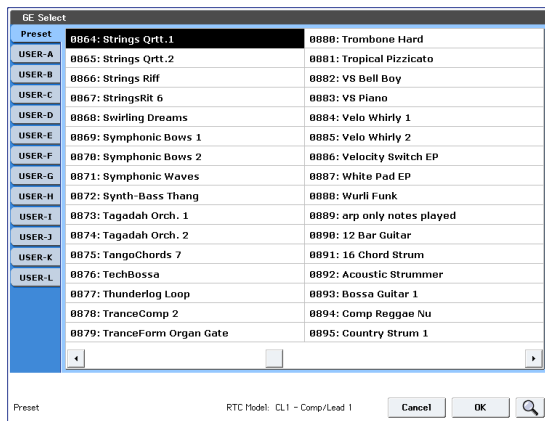 GE Select
Preset
USER-A
USER-B
USER-C
USER-D
USER-E
USER-F
USER-G
USER-H
USER-I
USER-J
USER-K
USER-L
0864: Strings Qrtt.1
0865: Strings Qrtt.2
0866: Strings Riff
0867: StringsRit 6
0868: Swirling Dreams
0869: Symphonic Bows 1
0870: Symphonic Bows 2
0871: Symphonic Waves
0872: Synth-Bass Thang
0873: Tagadah Orch. 1
0874: Tagadah Orch. 2
0875: TangoChords 7
0876: TechBossa
0877: Thunderlog Loop
0878: TranceComp 2
0879: TranceForm Organ Gate
0880: Trombone Hard
0881: Tropical Pizzicato
0882: VS Bell Boy
0883: VS Piano
0884: Velo Whirly 1
0885: Velo Whirly 2
0886: Velocity Switch EP
0887: White Pad EP
0888: Wurli Funk
0889: arp only notes played
0890: 12 Bar Guitar
0891: 16 Chord Strum
0892: Acoustic Strummer
0893: Bossa Guitar 1
0894: Comp Reggae Nu
0895: Country Strum 1
Preset
RTC Model: CL1 - Comp/Lead 1
Cancel
OK